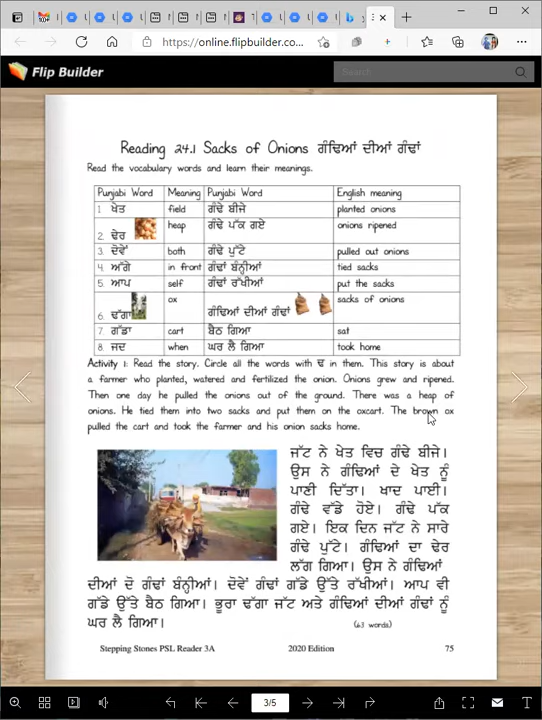 https://online.flipbuilder.co...
Flip Builder
Search
Reading 24.1 Sacks of Onions ਗੰਢਿਆਂ ਦੀਆਂ ਗੰਢਾਂ
Read the vocabulary words and learn their meanings.
Punjabi Word Meaning Punjabi Word English meaning
1 ਖੇਤ field ਗੰਢੇ ਬੀਜੇ planted onions
2. ਢੇਰ heap ਗੰਢੇ ਪੱਕ ਗਏ onions ripened
3. ਦੋਵੇਂ both ਗੰਢੇ ਪੁੱਟੇ pulled out onions
4. ਅੱਗੇ in front ਗੰਢਾਂ ਬੰਨ੍ਹੀਆਂ tied sacks
5. ਆਪ self ਗੰਢਾਂ ਰੱਖੀਆਂ put the sacks
6. ਢੱਗਾ ox ਗੰਢਿਆਂ ਦੀਆਂ ਗੰਢਾਂ sacks of onions
7. ਗੱਡਾ cart ਬੈਠ ਗਿਆ sat
8. ਜਦ when ਘਰ ਲੈ ਗਿਆ took home
Activity 1: Read the story. Circle all the words with ਢ in them. This story is about
a farmer who planted, watered and fertilized the onion. Onions grew and ripened.
Then one day he pulled the onions out of the ground. There was a heap of
onions. He tied them into two sacks and put them on the oxcart. The brown ox
pulled the cart and took the farmer and his onion sacks home.
ਜੱਟ ਨੇ ਖੇਤ ਵਿਚ ਗੰਢੇ ਬੀਜੇ।
ਉਸ ਨੇ ਗੰਢਿਆਂ ਦੇ ਖੇਤ ਨੂੰ
ਪਾਣੀ ਦਿੱਤਾ। ਖਾਦ ਪਾਈ।
ਗੰਢੇ ਵੱਡੇ ਹੋਏ। ਗੰਢੇ ਪੱਕ
ਗਏ। ਇਕ ਦਿਨ ਜੱਟ ਨੇ ਸਾਰੇ
ਗੰਢੇ ਪੁੱਟੇ। ਗੰਢਿਆਂ ਦਾ ਢੇਰ
ਲੱਗ ਗਿਆ। ਉਸ ਨੇ ਗੰਢਿਆਂ
ਦੀਆਂ ਦੋ ਗੰਢਾਂ ਬੰਨ੍ਹੀਆਂ। ਦੋਵੇਂ ਗੰਢਾਂ ਗੱਡੇ ਉੱਤੇ ਰੱਖੀਆਂ। ਆਪ ਵੀ
ਗੱਡੇ ਉੱਤੇ ਬੈਠ ਗਿਆ। ਭੂਰਾ ਢੱਗਾ ਜੱਟ ਅਤੇ ਗੰਢਿਆਂ ਦੀਆਂ ਗੰਢਾਂ ਨੂੰ
ਘਰ ਲੈ ਗਿਆ।
(63 words)
Stepping Stones PSL Reader 3A 2020 Edition 75
3/5